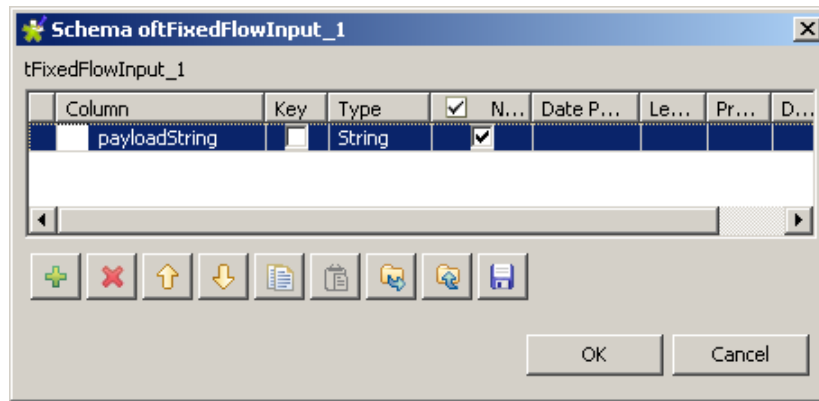 Schema oftFixedFlowInput_1
tFixedFlowInput_1
Column Key Type N... Date P... Le... Pr... D...
payloadString String
OK Cancel